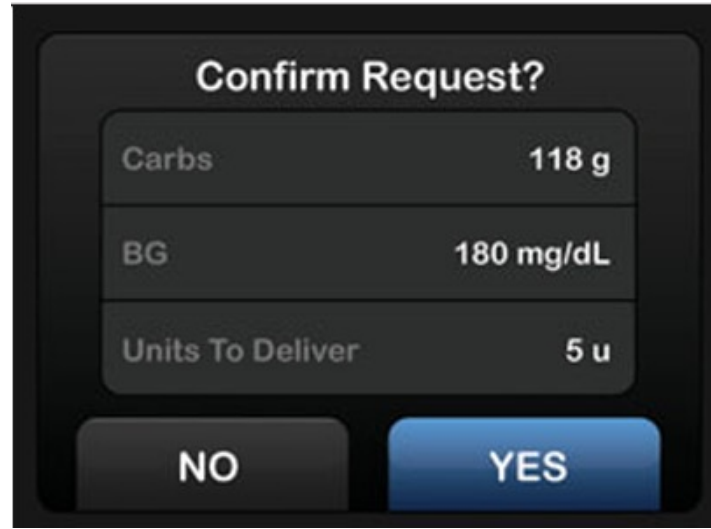 Confirm Request?
Carbs 118 g
BG 180 mg/dL
Units To Deliver 5 u
NO YES